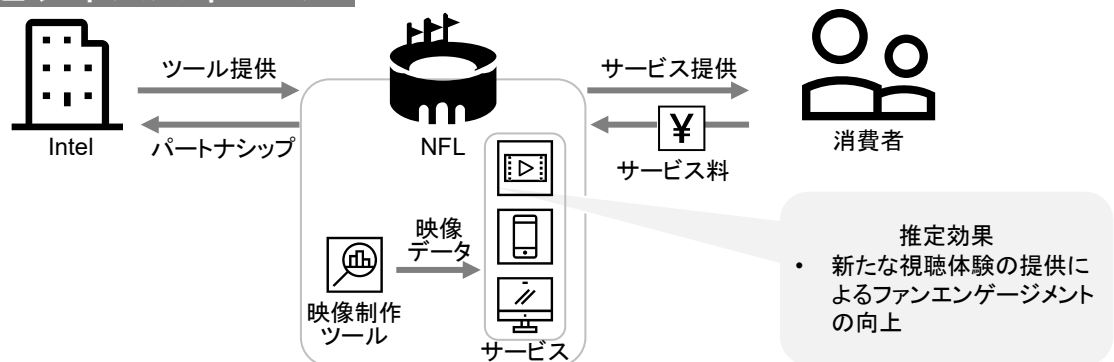 ツール提供
サービス提供
¥
Intel
パートナシップ
NFL
サービス料
消費者
映像
データ
映像制作
ツール
サービス
推定効果
• 新たな視聴体験の提供に
よるファンエンゲージメント
の向上